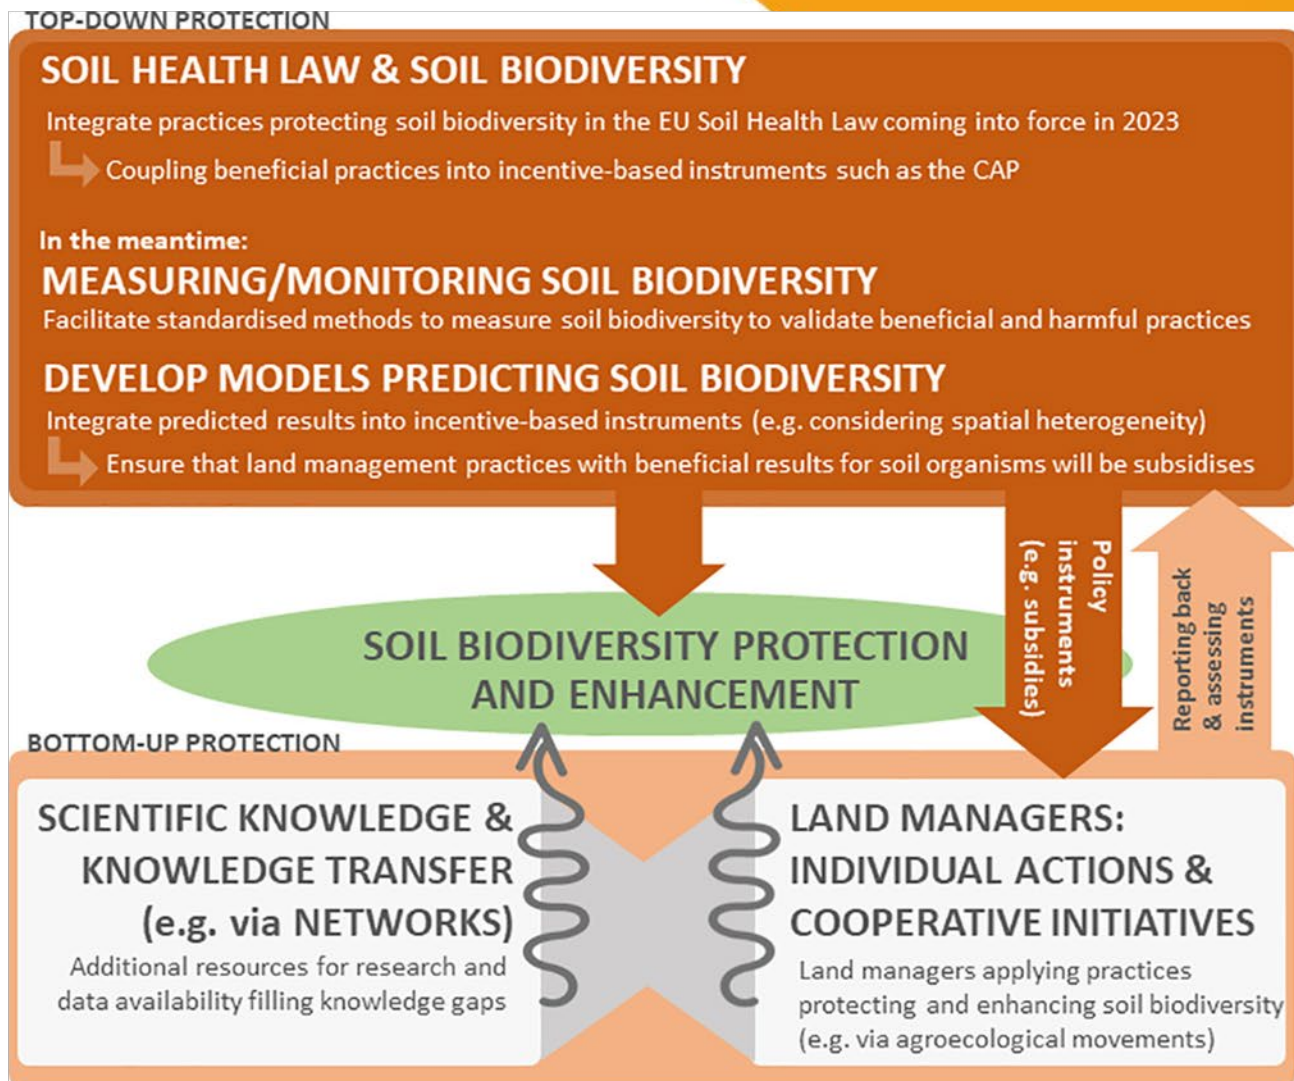 TOP-DOWN PROTECTION
SOIL HEALTH LAW & SOIL BIODIVERSITY
Integrate practices protecting soil biodiversity in the EU Soil Health Law coming into force in 2023
Coupling beneficial practices into incentive-based instruments such as the CAP
In the meantime:
MEASURING/MONITORING SOIL BIODIVERSITY
Facilitate standardised methods to measure soil biodiversity to validate beneficial and harmful practices
DEVELOP MODELS PREDICTING SOIL BIODIVERSITY
Integrate predicted results into incentive-based instruments (e.g. considering spatial heterogeneity)
Ensure that land management practices with beneficial results for soil organisms will be subsidises
Policy
instruments
(e.g. subsidies)
Reporting back
& assessing
instruments
SOIL BIODIVERSITY PROTECTION
AND ENHANCEMENT
BOTTOM-UP PROTECTION
SCIENTIFIC KNOWLEDGE &
KNOWLEDGE TRANSFER
(e.g. via NETWORKS)
Additional resources for research and
data availability filling knowledge gaps
LAND MANAGERS:
INDIVIDUAL ACTIONS &
COOPERATIVE INITIATIVES
Land managers applying practices
protecting and enhancing soil biodiversity
(e.g. via agroecological movements)